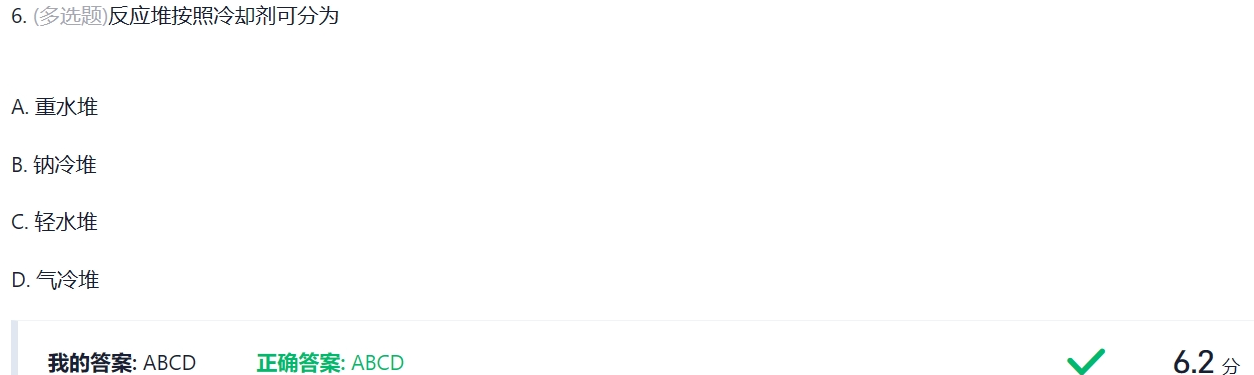 6. (多选题)反应堆按照冷却剂可分为
A. 重水堆
B. 钠冷堆
C. 轻水堆
D. 气冷堆
我的答案: ABCD 正确答案: ABCD 6.2 分